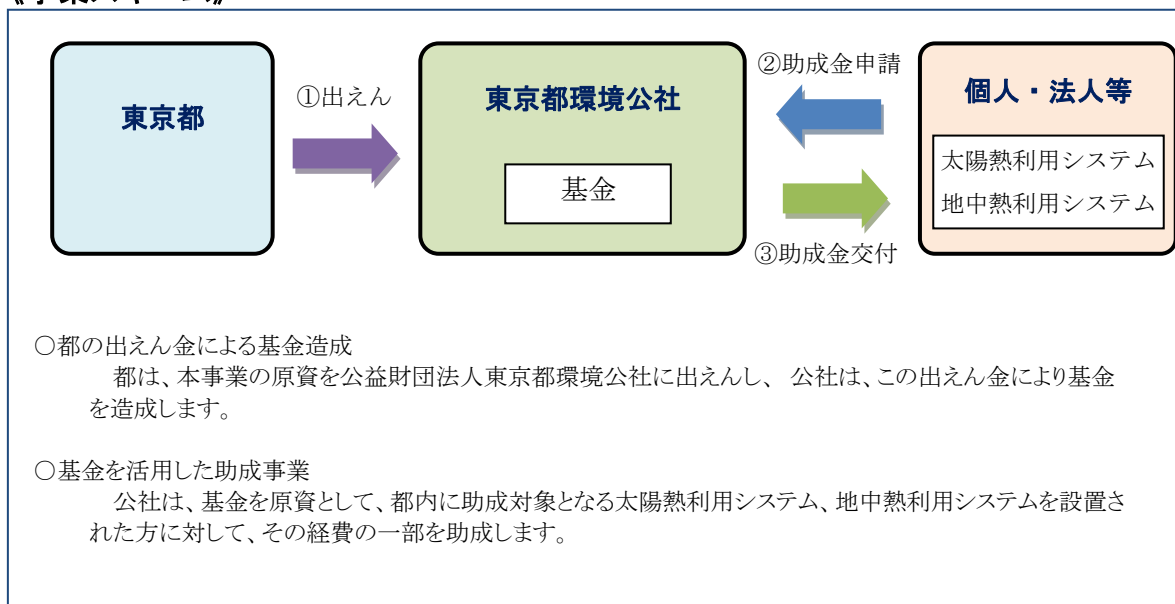 東京都
①出えん
東京都環境公社
基金
②助成金申請
③助成金交付
個人・法人等
太陽熱利用システム
地中熱利用システム
○都の出えん金による基金造成
都は、本事業の原資を公益財団法人東京都環境公社に出えんし、 公社は、この出えん金により基金
を造成します。
○基金を活用した助成事業
公社は、基金を原資として、都内に助成対象となる太陽熱利用システム、地中熱利用システムを設置さ
れた方に対して、その経費の一部を助成します。